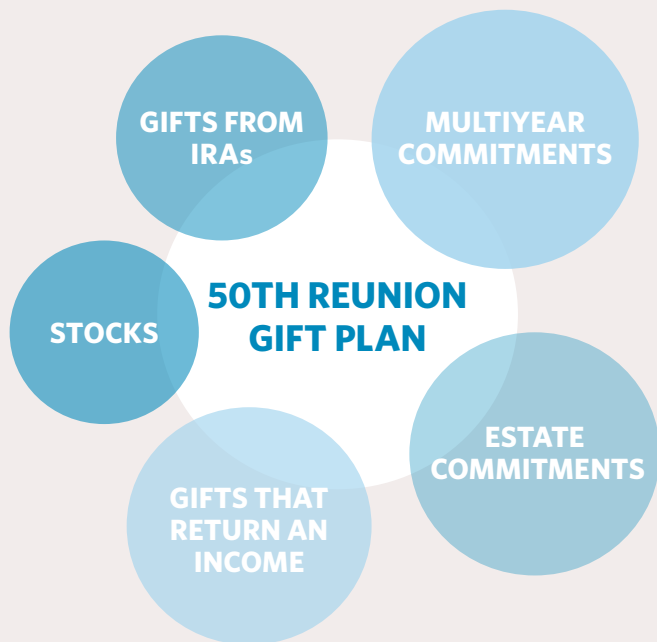 GIFTS FROM
IRAs
MULTIYEAR
COMMITMENTS
50TH REUNION
GIFT PLAN
STOCKS
ESTATE
COMMITMENTS
GIFTS THAT
RETURN AN
INCOME